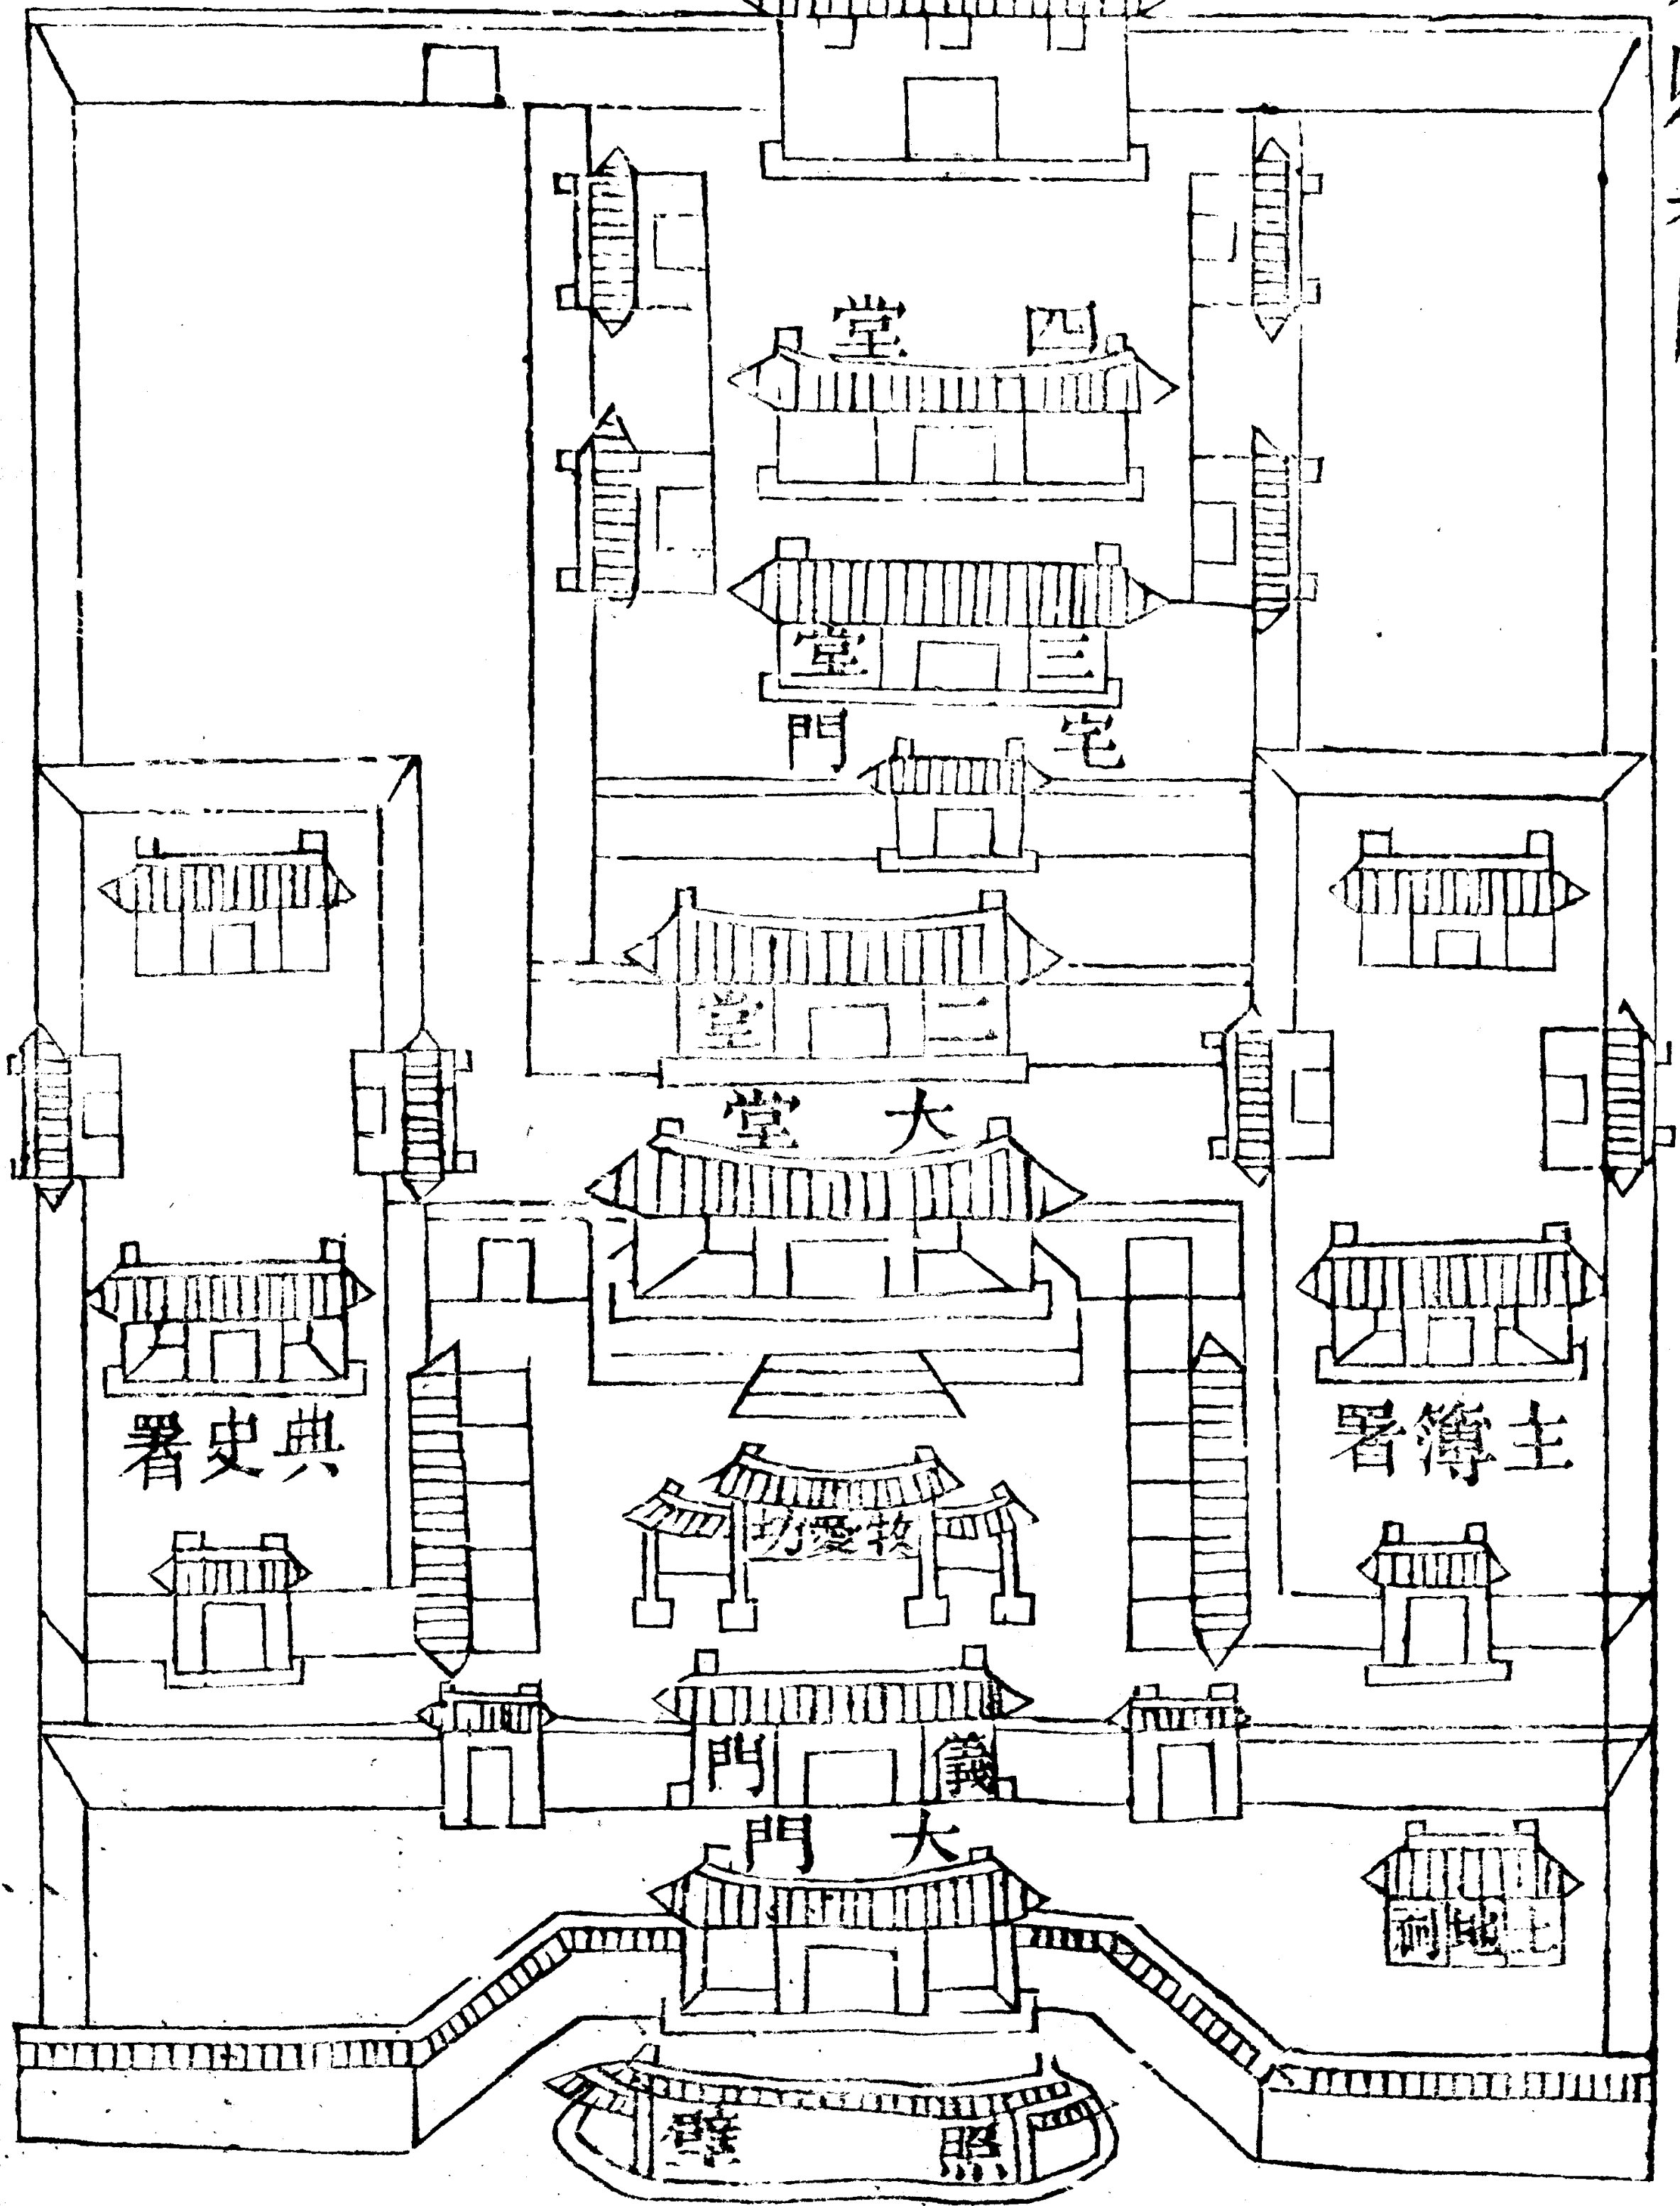 四堂
三堂
宅門
二堂
大堂
主簿署
典史署
牧愛坊
儀門
大門
土地祠
照壁